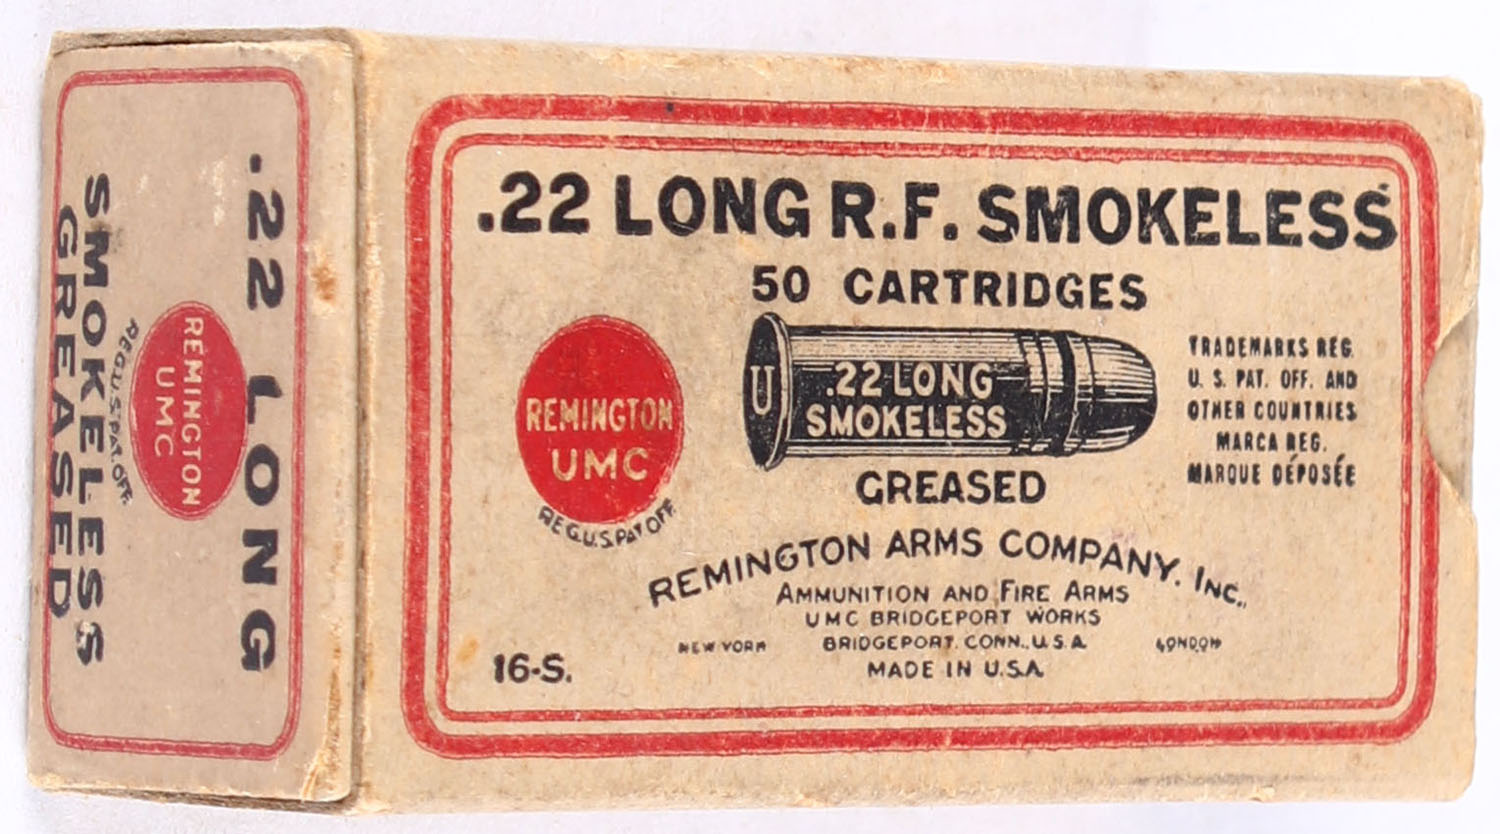 .22 LONG R.F. SMOKELESS
50 CARTRIDGES
U
.22 LONG
SMOKELESS
GREASED
REMINGTON
UMC
REG.U.S.PAT.OFF.
TRADEMARKS REG.
U. S. PAT. OFF. AND
OTHER COUNTRIES
MARCA REG.
MARQUE DÉPOSÉE
REMINGTON ARMS COMPANY, INC.,
AMMUNITION AND FIRE ARMS
UMC BRIDGEPORT WORKS
NEW YORK BRIDGEPORT, CONN., U.S.A. LONDON
MADE IN U.S.A.
16-S.
.22 LONG
REMINGTON
UMC
REG.U.S.PAT.OFF.
SMOKELESS
GREASED